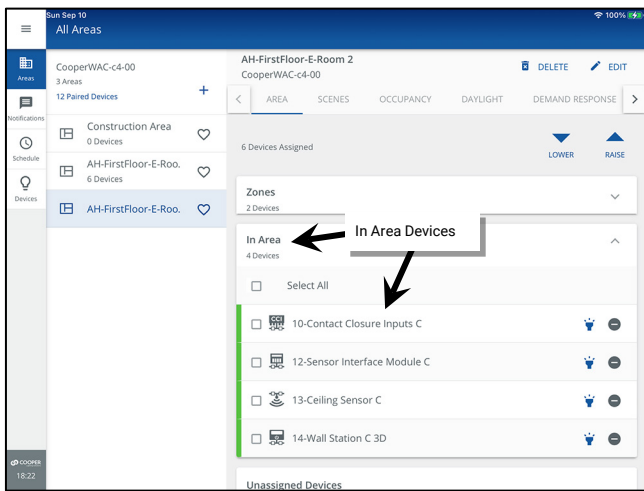 Sun Sep 10
100%
All Areas
Areas
Notifications
Schedule
Devices
COOPER
18:22
CooperWAC-c4-00
3 Areas
12 Paired Devices
+
Construction Area
0 Devices
AH-FirstFloor-E-Roo.
6 Devices
AH-FirstFloor-E-Roo.
AH-FirstFloor-E-Room 2
CooperWAC-c4-00
DELETE
EDIT
AREA SCENES OCCUPANCY DAYLIGHT DEMAND RESPONSE
6 Devices Assigned
LOWER
RAISE
Zones
2 Devices
In Area Devices
In Area
4 Devices
Select All
CCI
10-Contact Closure Inputs C
12-Sensor Interface Module C
13-Ceiling Sensor C
14-Wall Station C 3D
Unassigned Devices